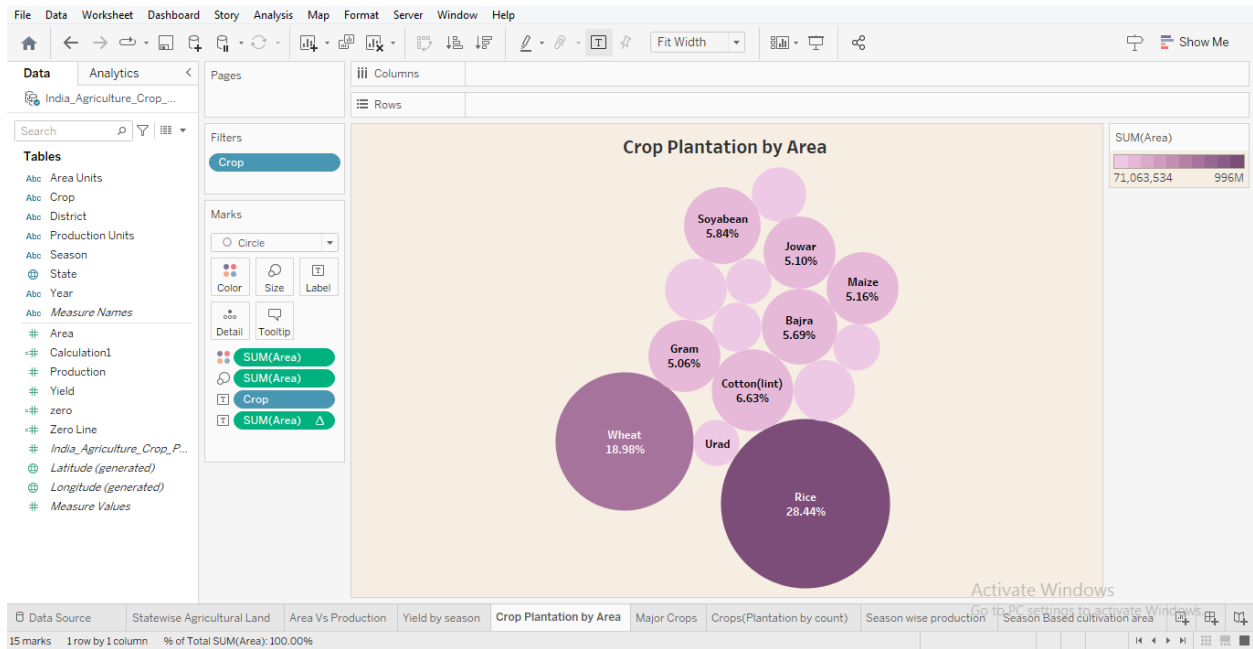 File Data Worksheet Dashboard Story Analysis Map Format Server Window Help
Fit Width
Show Me
Data Analytics
India_Agriculture_Crop_...
Search
Tables
Abc Area Units
Abc Crop
Abc District
Abc Production Units
Abc Season
State
Abc Year
Abc Measure Names
# Area
=# Calculation1
# Production
# Yield
=# zero
=# Zero Line
# India_Agriculture_Crop_P...
Latitude (generated)
Longitude (generated)
# Measure Values
Pages
Filters
Crop
Marks
Circle
Color Size Label
Detail Tooltip
SUM(Area)
SUM(Area)
Crop
SUM(Area) Δ
Columns
Rows
Crop Plantation by Area
Soyabean
5.84%
Jowar
5.10%
Maize
5.16%
Bajra
5.69%
Gram
5.06%
Cotton(lint)
6.63%
Wheat
18.98%
Urad
Rice
28.44%
SUM(Area)
71,063,534 996M
Activate Windows
Go to PC settings to activate Windows.
Data Source Statewise Agricultural Land Area Vs Production Yield by season Crop Plantation by Area Major Crops Crops(Plantation by count) Season wise production Season Based cultivation area
15 marks 1 row by 1 column % of Total SUM(Area): 100.00%